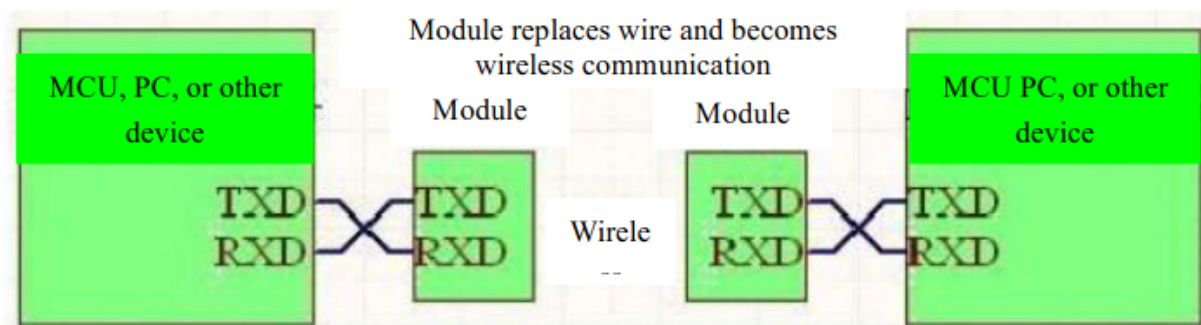 Module replaces wire and becomes
wireless communication
MCU, PC, or other
device
Module
Module
MCU PC, or other
device
TXD
RXD
TXD
RXD
Wirele
TXD
RXD
TXD
RXD